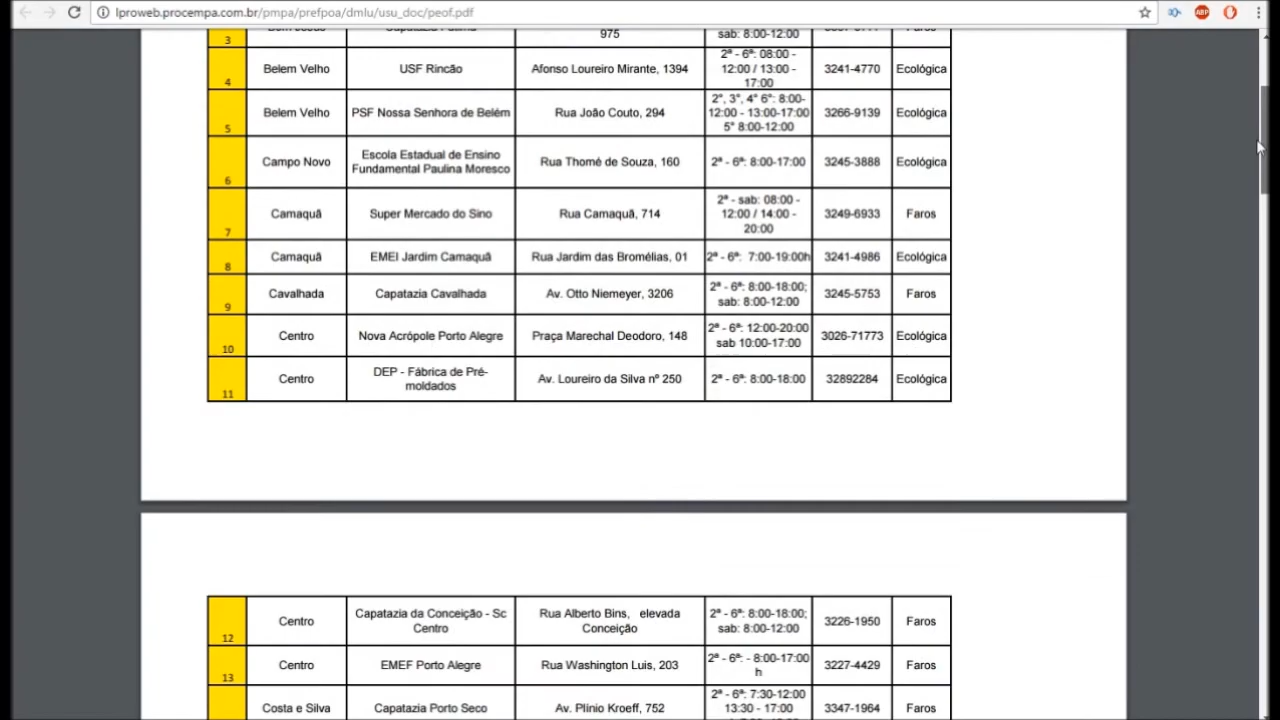 lproweb.procempa.com.br/pmpa/prefpoa/dmlu/usu_doc/peof.pdf
ABP
3
975
sab: 8:00-12:00
4
Belem Velho
USF Rincão
Afonso Loureiro Mirante, 1394
2ª - 6ª: 08:00 -
12:00 / 13:00 -
17:00
3241-4770
Ecológica
5
Belem Velho
PSF Nossa Senhora de Belém
Rua João Couto, 294
2°, 3°, 4° 6°: 8:00-
12:00 - 13:00-17:00
5° 8:00-12:00
3266-9139
Ecológica
6
Campo Novo
Escola Estadual de Ensino
Fundamental Paulina Moresco
Rua Thomé de Souza, 160
2ª - 6ª: 8:00-17:00
3245-3888
Ecológica
7
Camaquã
Super Mercado do Sino
Rua Camaquã, 714
2ª - sab: 08:00 -
12:00 / 14:00 -
20:00
3249-6933
Faros
8
Camaquã
EMEI Jardim Camaquã
Rua Jardim das Bromélias, 01
2ª - 6ª: 7:00-19:00h
3241-4986
Ecológica
9
Cavalhada
Capatazia Cavalhada
Av. Otto Niemeyer, 3206
2ª - 6ª: 8:00-18:00;
sab: 8:00-12:00
3245-5753
Faros
10
Centro
Nova Acrópole Porto Alegre
Praça Marechal Deodoro, 148
2ª - 6ª: 12:00-20:00
sab 10:00-17:00
3026-71773
Ecológica
11
Centro
DEP - Fábrica de Pré-
moldados
Av. Loureiro da Silva nº 250
2ª - 6ª: 8:00-18:00
32892284
Ecológica
12
Centro
Capatazia da Conceição - Sc
Centro
Rua Alberto Bins, elevada
Conceição
2ª - 6ª: 8:00-18:00;
sab: 8:00-12:00
3226-1950
Faros
13
Centro
EMEF Porto Alegre
Rua Washington Luis, 203
2ª - 6ª: - 8:00-17:00
h
3227-4429
Faros
Costa e Silva
Capatazia Porto Seco
Av. Plínio Kroeff, 752
2ª - 6ª: 7:30-12:00
13:30 - 17:00
3347-1964
Faros